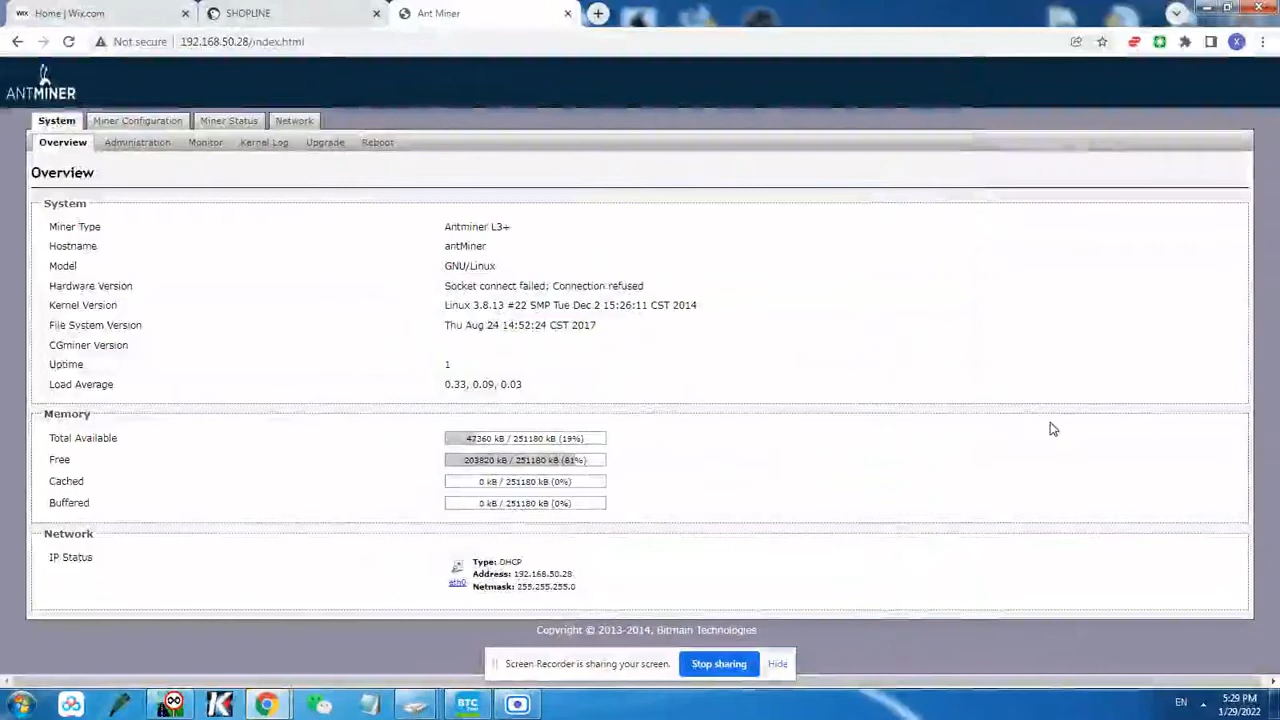 WIX Home | Wix.com
SHOPLINE
Ant Miner
Not secure 192.168.50.28/index.html
X
ANTMINER
System Miner Configuration Miner Status Network
Overview Administration Monitor Kernel Log Upgrade Reboot
Overview
System
Miner Type Antminer L3+
Hostname antMiner
Model GNU/Linux
Hardware Version Socket connect failed; Connection refused
Kernel Version Linux 3.8.13 #22 SMP Tue Dec 2 15:26:11 CST 2014
File System Version Thu Aug 24 14:52:24 CST 2017
CGminer Version
Uptime 1
Load Average 0.33, 0.09, 0.03
Memory
Total Available 47360 kB / 251180 kB (19%)
Free 203820 kB / 251180 kB (81%)
Cached 0 kB / 251180 kB (0%)
Buffered 0 kB / 251180 kB (0%)
Network
IP Status
Type: DHCP
Address: 192.168.50.28
Netmask: 255.255.255.0
eth0
Copyright © 2013-2014, Bitmain Technologies
Screen Recorder is sharing your screen. Stop sharing Hide
BTC
EN
5:29 PM
1/29/2022